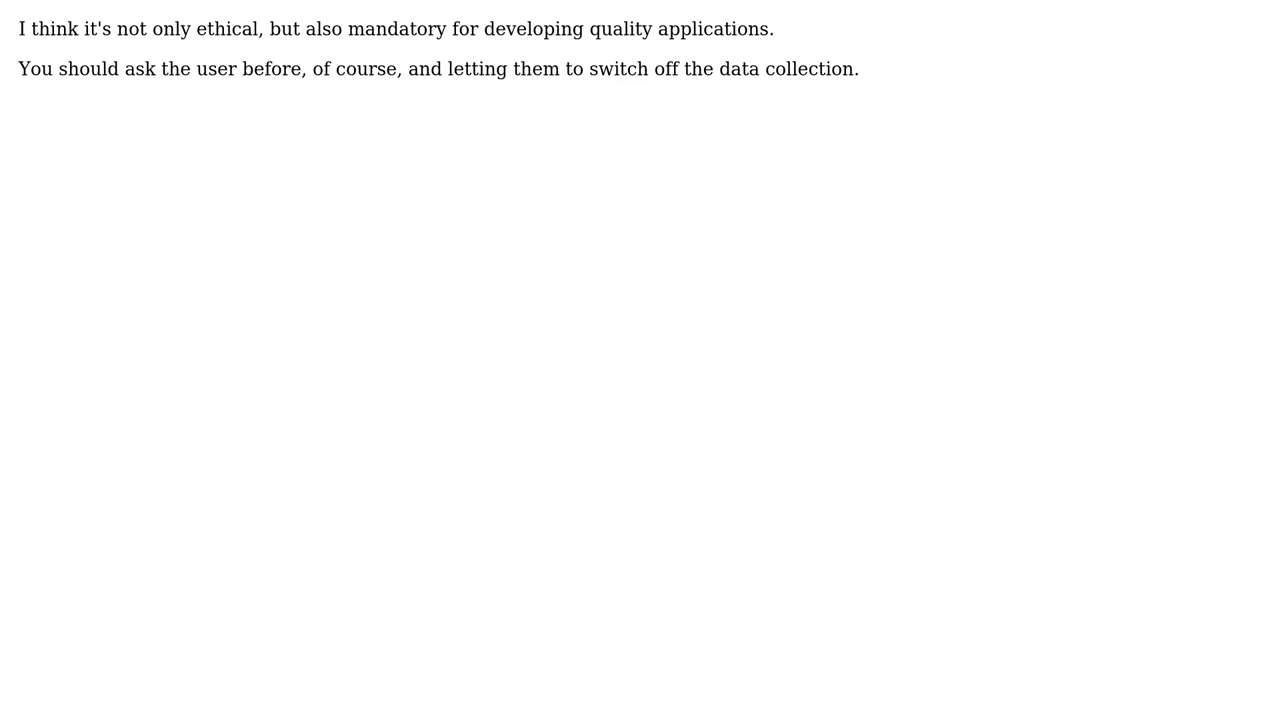 I think it's not only ethical, but also mandatory for developing quality applications.
You should ask the user before, of course, and letting them to switch off the data collection.